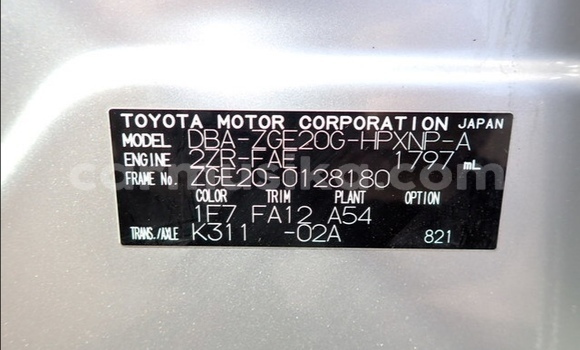 TOYOTA MOTOR CORPORATION JAPAN
MODEL DBA-ZGE20G-HPXNP-A
ENGINE 2ZR-FAE 1797 mL
FRAME No. ZGE20-0128180
COLOR TRIM PLANT OPTION
1F7 FA12 A54
TRANS./AXLE K311 -02A 821